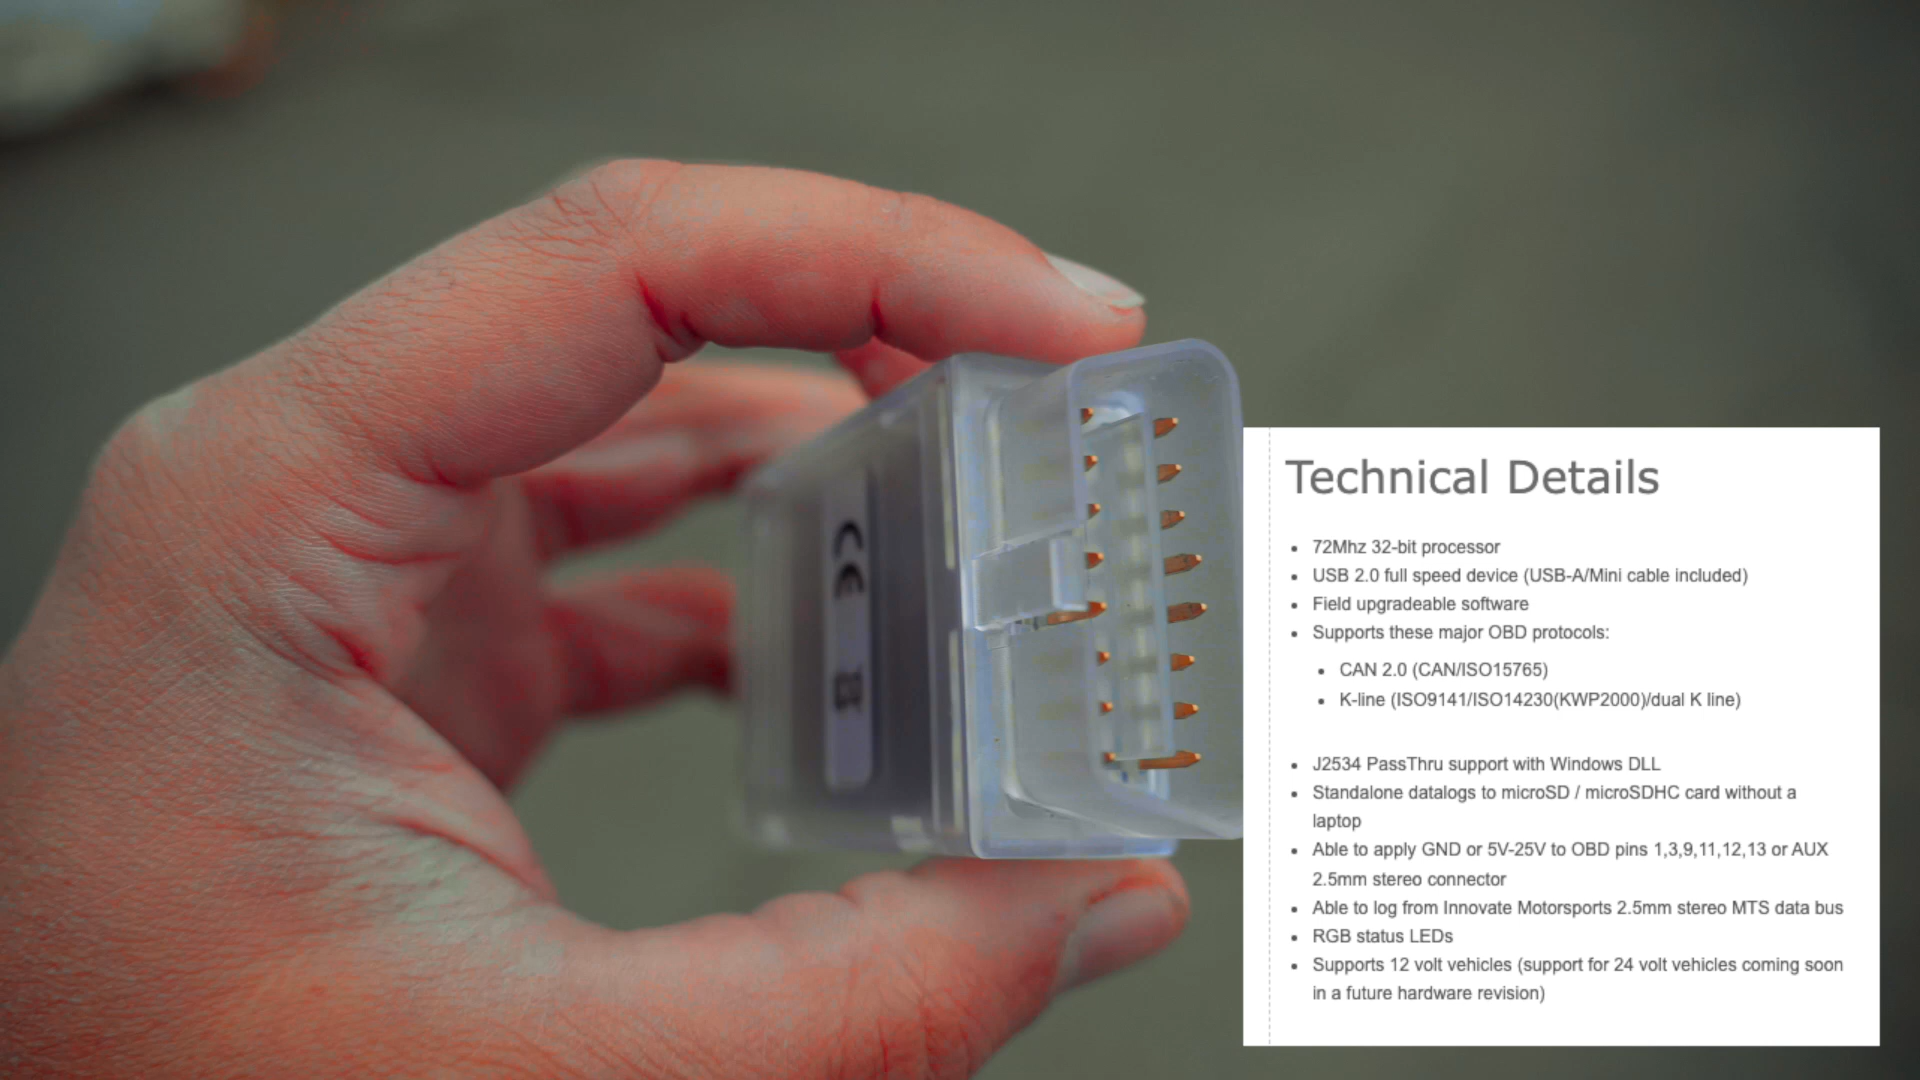 CE
Technical Details
72Mhz 32-bit processor
USB 2.0 full speed device (USB-A/Mini cable included)
Field upgradeable software
Supports these major OBD protocols:
CAN 2.0 (CAN/ISO15765)
K-line (ISO9141/ISO14230(KWP2000)/dual K line)
J2534 PassThru support with Windows DLL
Standalone datalogs to microSD / microSDHC card without a
laptop
Able to apply GND or 5V-25V to OBD pins 1,3,9,11,12,13 or AUX
2.5mm stereo connector
Able to log from Innovate Motorsports 2.5mm stereo MTS data bus
RGB status LEDs
Supports 12 volt vehicles (support for 24 volt vehicles coming soon
in a future hardware revision)